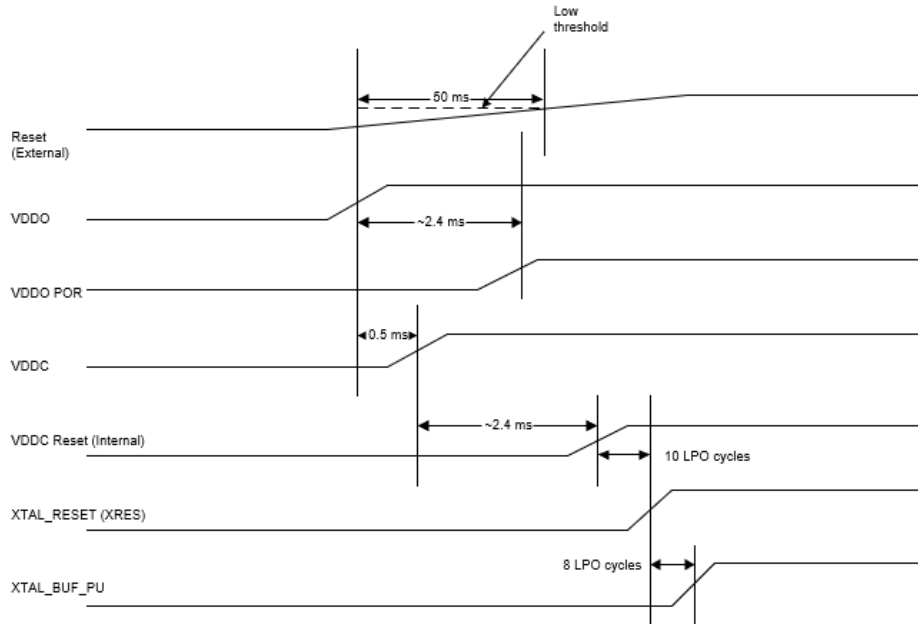 Low
threshold
50 ms
Reset
(External)
VDDO
~2.4 ms
VDDO POR
0.5 ms
VDDC
~2.4 ms
VDDC Reset (Internal)
10 LPO cycles
XTAL_RESET (XRES)
8 LPO cycles
XTAL_BUF_PU